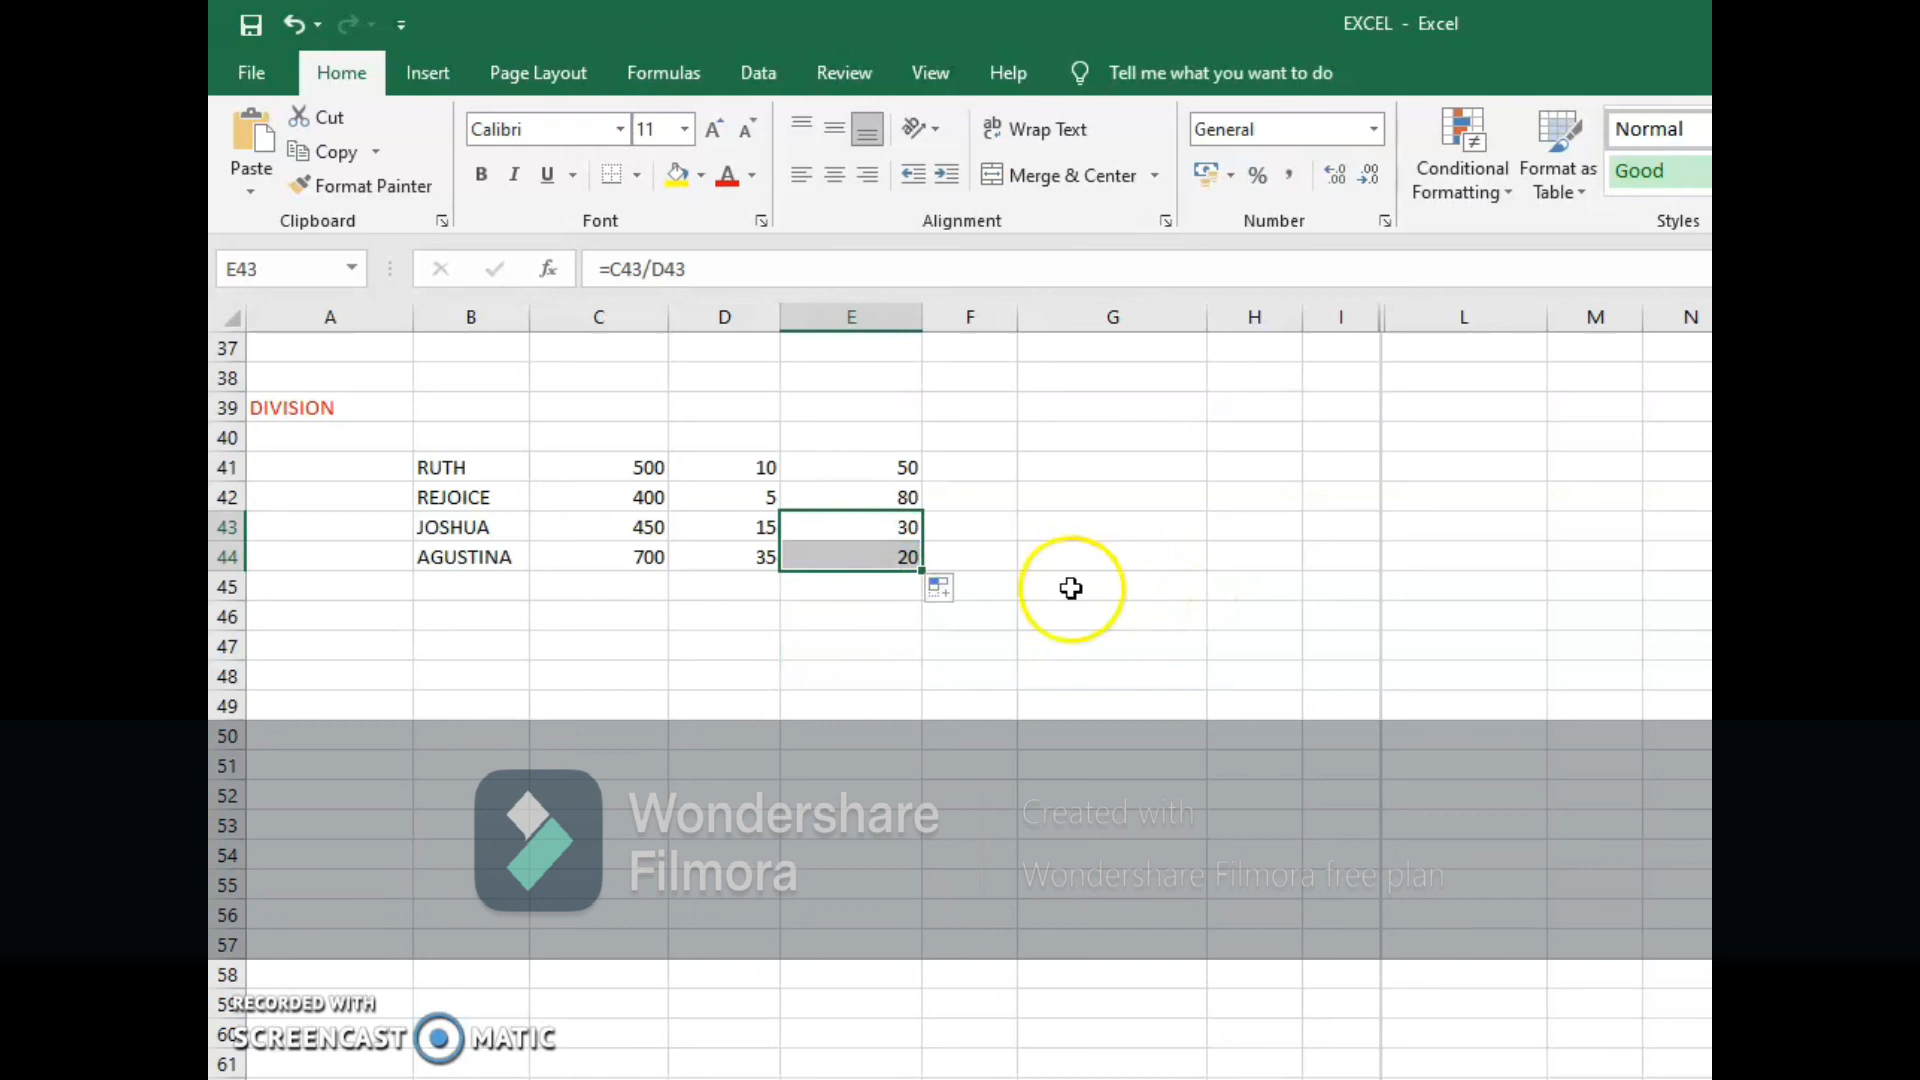 EXCEL - Excel
File Home Insert Page Layout Formulas Data Review View Help Tell me what you want to do
Paste
Cut
Copy
Format Painter
Clipboard
Calibri 11
B I U A
Font
Wrap Text
Merge & Center
Alignment
General
% ,
Number
Conditional Formatting
Format as Table
Normal
Good
Styles
E43 fx =C43/D43
A B C D E F G H I L M N
37
38
39 DIVISION
40
41 RUTH 500 10 50
42 REJOICE 400 5 80
43 JOSHUA 450 15 30
44 AGUSTINA 700 35 20
45
46
47
48
49
50
51
52
53
54
55
56
57
58
59
60
61
Wondershare
Filmora
Created with
Wondershare Filmora free plan
RECORDED WITH
SCREENCAST MATIC